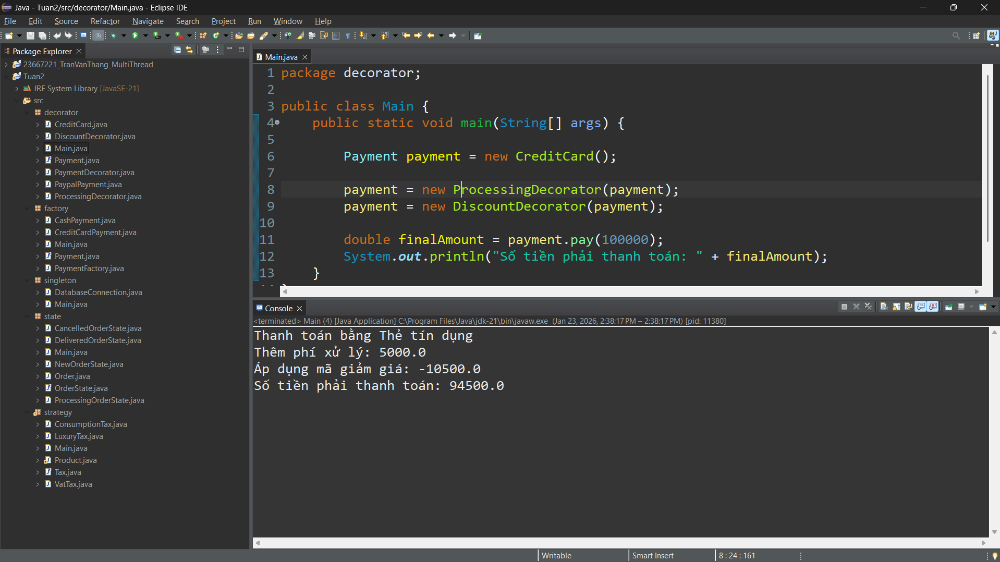 Java - Tuan2/src/decorator/Main.java - Eclipse IDE
File Edit Source Refactor Navigate Search Project Run Window Help
Package Explorer
23667221_TranVanThang_MultiThread
Tuan2
JRE System Library [JavaSE-21]
src
decorator
CreditCard.java
DiscountDecorator.java
Main.java
Payment.java
PaymentDecorator.java
PaypalPayment.java
ProcessingDecorator.java
factory
CashPayment.java
CreditCardPayment.java
Main.java
Payment.java
PaymentFactory.java
singleton
DatabaseConnection.java
Main.java
state
CancelledOrderState.java
DeliveredOrderState.java
Main.java
NewOrderState.java
Order.java
OrderState.java
ProcessingOrderState.java
strategy
ConsumptionTax.java
LuxuryTax.java
Main.java
Product.java
Tax.java
VatTax.java
Main.java
1 package decorator;
2
3 public class Main {
4 public static void main(String[] args) {
5
6 Payment payment = new CreditCard();
7
8 payment = new ProcessingDecorator(payment);
9 payment = new DiscountDecorator(payment);
10
11 double finalAmount = payment.pay(100000);
12 System.out.println("Số tiền phải thanh toán: " + finalAmount);
13 }
Console
<terminated> Main (4) [Java Application] C:\Program Files\Java\jdk-21\bin\javaw.exe (Jan 23, 2026, 2:38:17 PM – 2:38:17 PM) [pid: 11380]
Thanh toán bằng Thẻ tín dụng
Thêm phí xử lý: 5000.0
Áp dụng mã giảm giá: -10500.0
Số tiền phải thanh toán: 94500.0
Writable Smart Insert 8 : 24 : 161